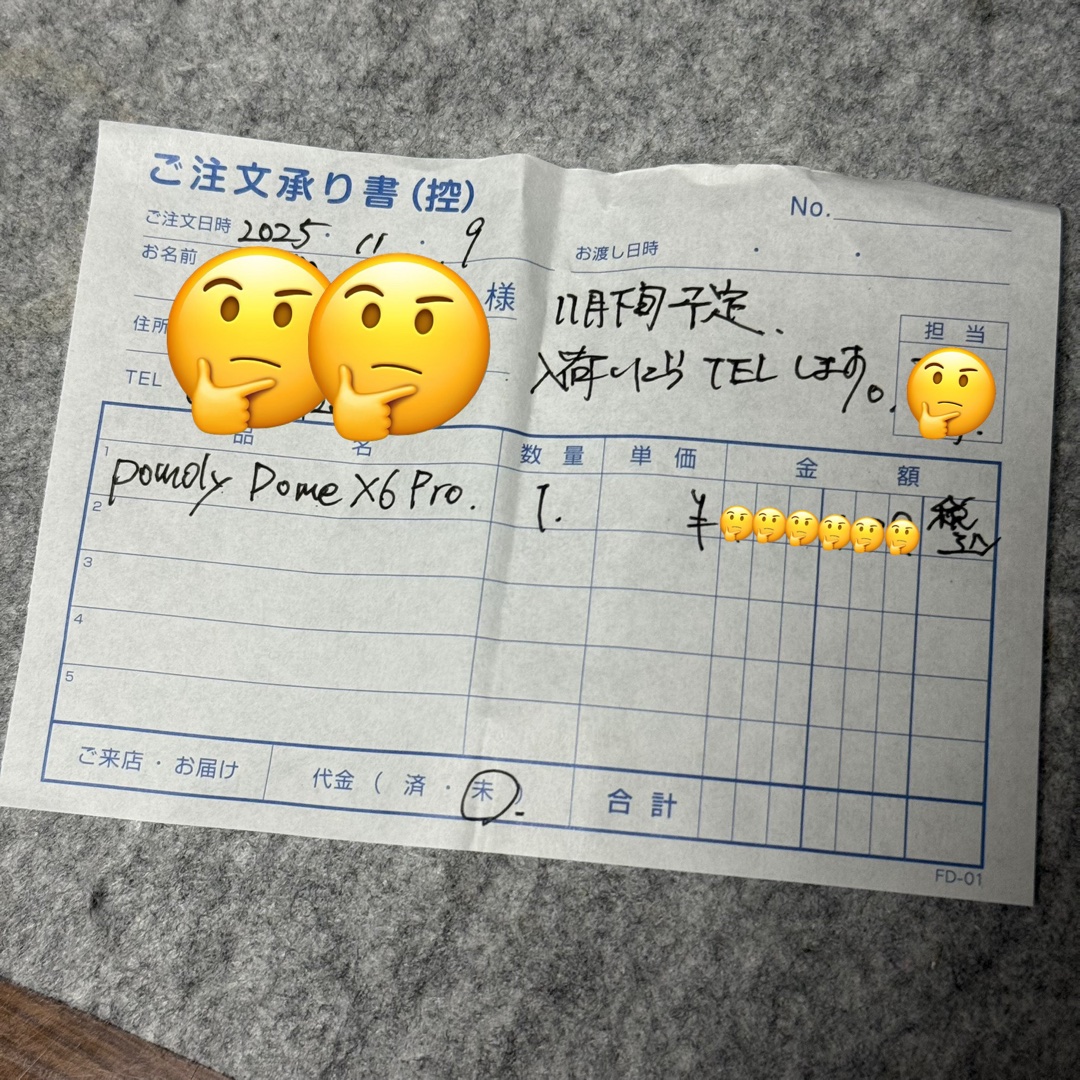 ご注文承り書(控)
No.
ご注文日時 2025. 11. 9
お渡し日時 ・ ・
お名前
様
11月下旬予定.
住所
担当
入荷したらTELします。
TEL
品名 数量 単価 金額
1 Pomoly Dome X6 Pro. 1. ¥ 税込
2
3
4
5
ご来店・お届け 代金(済・未) 合計
FD-01